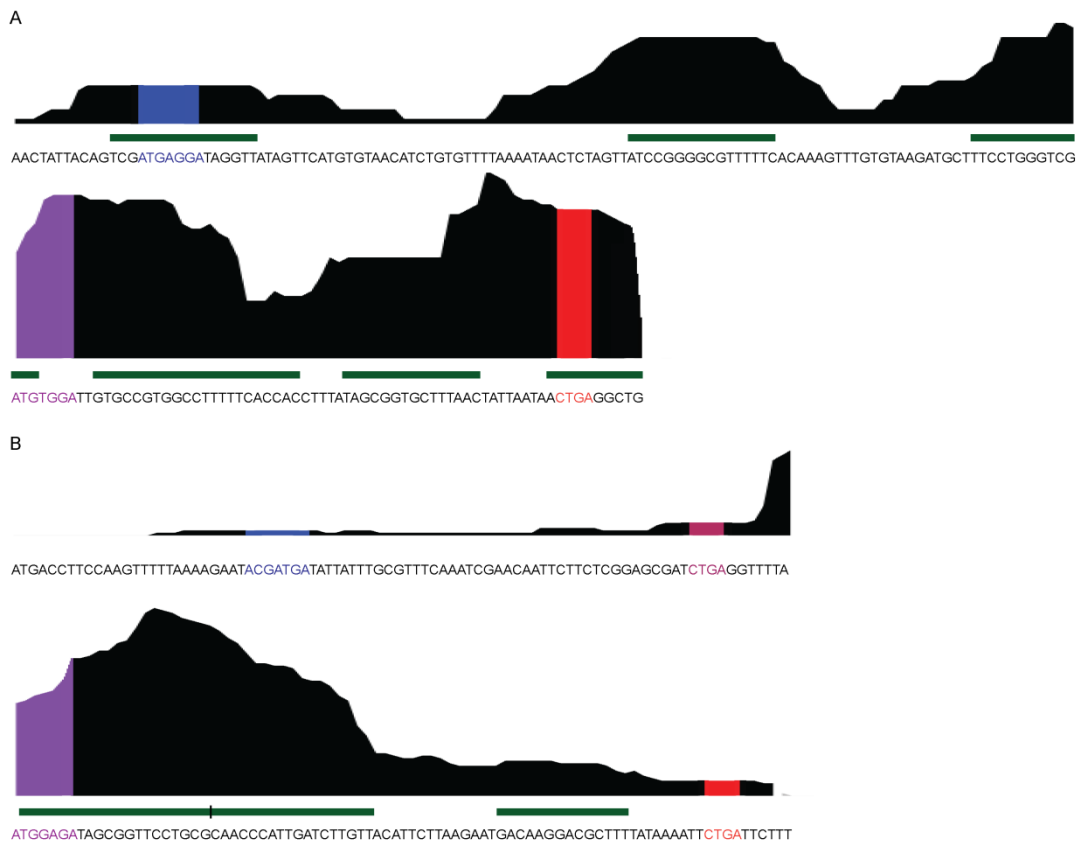 A
AACTATTACAGTCGATGAGGATAGGTTATAGTTCATGTGTAACATCTGTGTTTTAAAATAACTCTAGTTATCCGGGGCGTTTTTCACAAAGTTTGTGTAAGATGCTTTCCTGGGTCG
ATGTGGATTGTGCCGTGGCCTTTTTCACCACCTTTATAGCGGTGCTTTAACTATTAATAACTGAGGCTG
B
ATGACCTTCCAAGTTTTTAAAAGAATACGATGATATTATTTGCGTTTCAAATCGAACAATTCTTCTCGGAGCGATCTGAGGTTTTA
ATGGAGATAGCGGTTCCTGCGCAACCCATTGATCTTGTTACATTCTTAAGAATGACAAGGACGCTTTTATAAAATTCTGATTCTTT